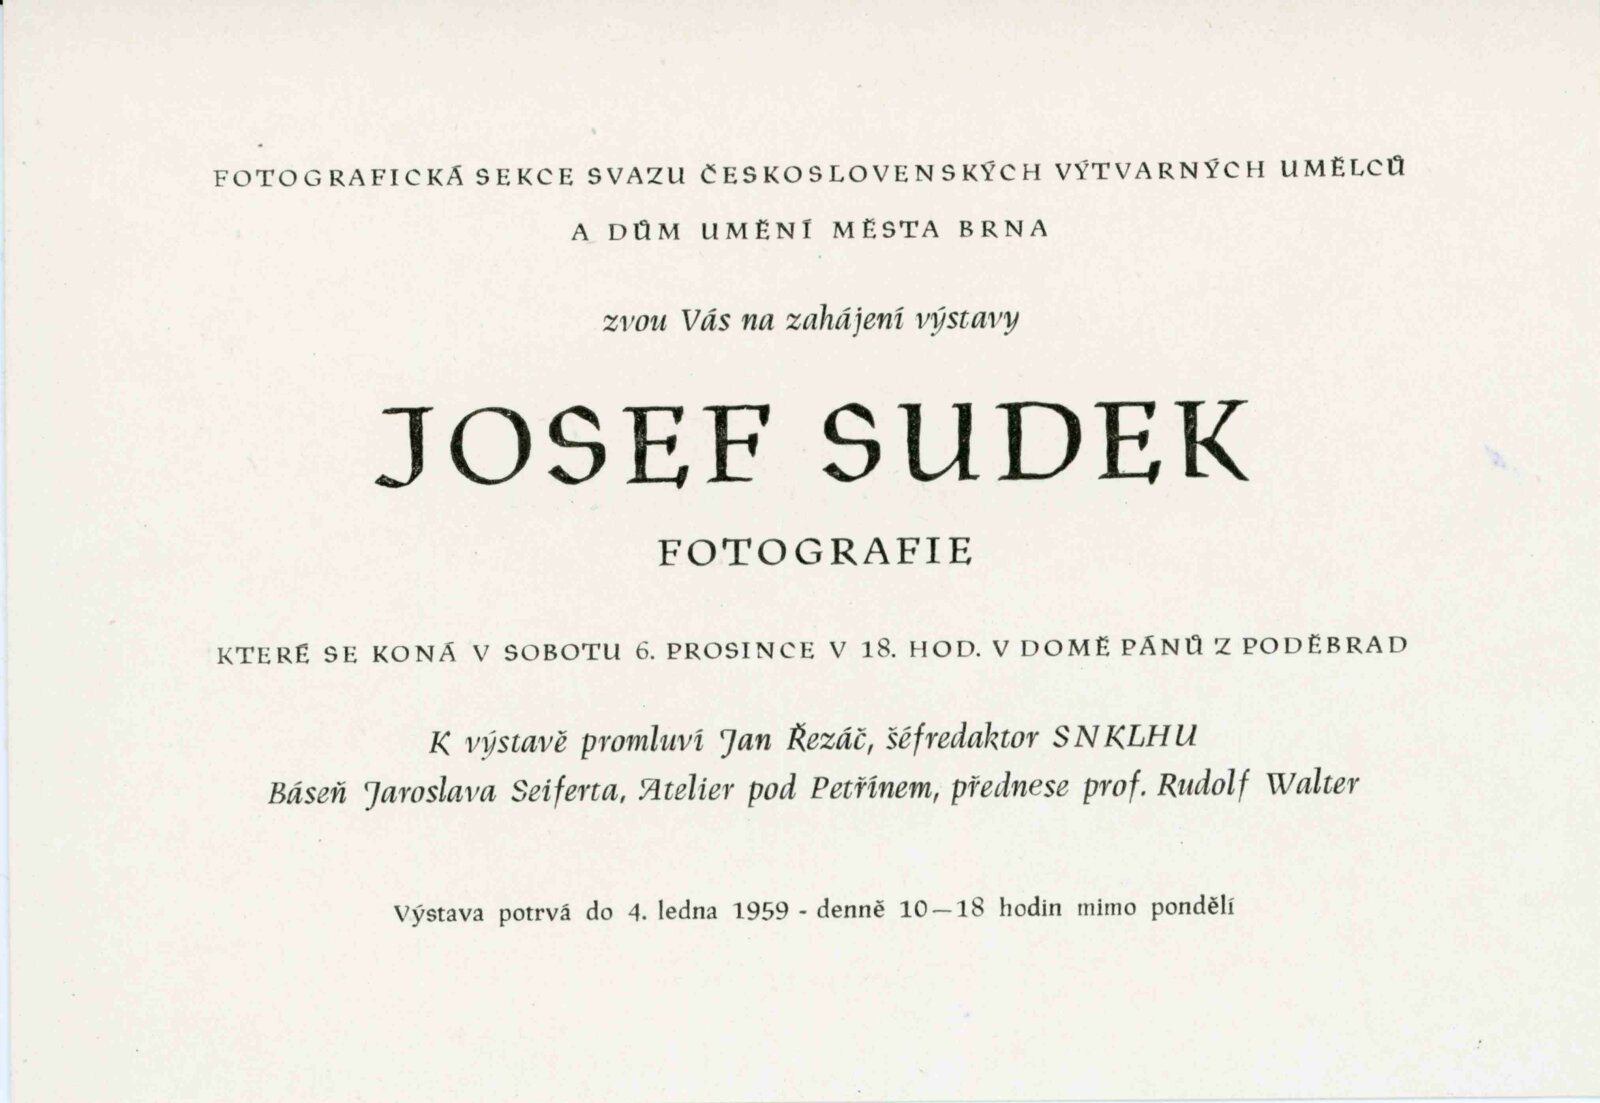 FOTOGRAFICKÁ SEKCE SVAZU ČESKOSLOVENSKÝCH VÝTVARNÝCH UMĚLCŮ
A DŮM UMĚNÍ MĚSTA BRNA
zvou Vás na zahájení výstavy
JOSEF SUDEK
FOTOGRAFIE
KTERÉ SE KONÁ V SOBOTU 6. PROSINCE V 18. HOD. V DOMĚ PÁNŮ Z PODĚBRAD
K výstavě promluví Jan Řezáč, šéfredaktor SNKLHU
Báseň Jaroslava Seiferta, Atelier pod Petřínem, přednese prof. Rudolf Walter
Výstava potrvá do 4. ledna 1959 - denně 10—18 hodin mimo pondělí